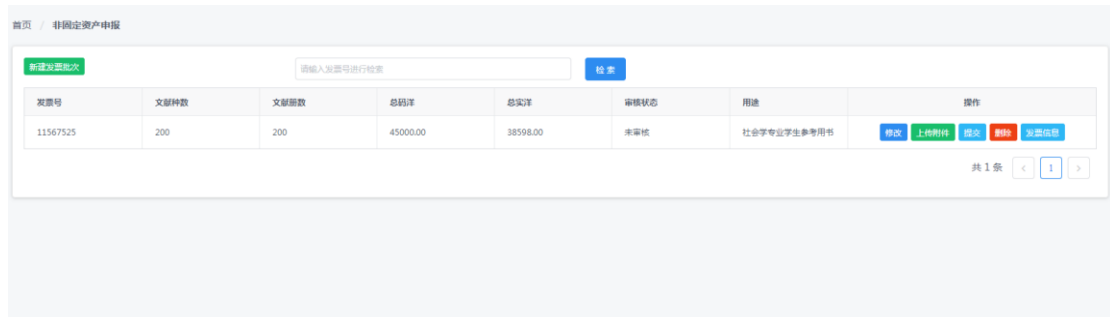 首页 / 非固定资产申报
新建发票批次 请输入发票号进行检索 检索
发票号 文献种数 文献册数 总码洋 总实洋 审核状态 用途 操作
11567525 200 200 45000.00 38598.00 未审核 社会学专业学生参考用书 修改 上传附件 提交 删除 发票信息
共 1 条 < 1 >